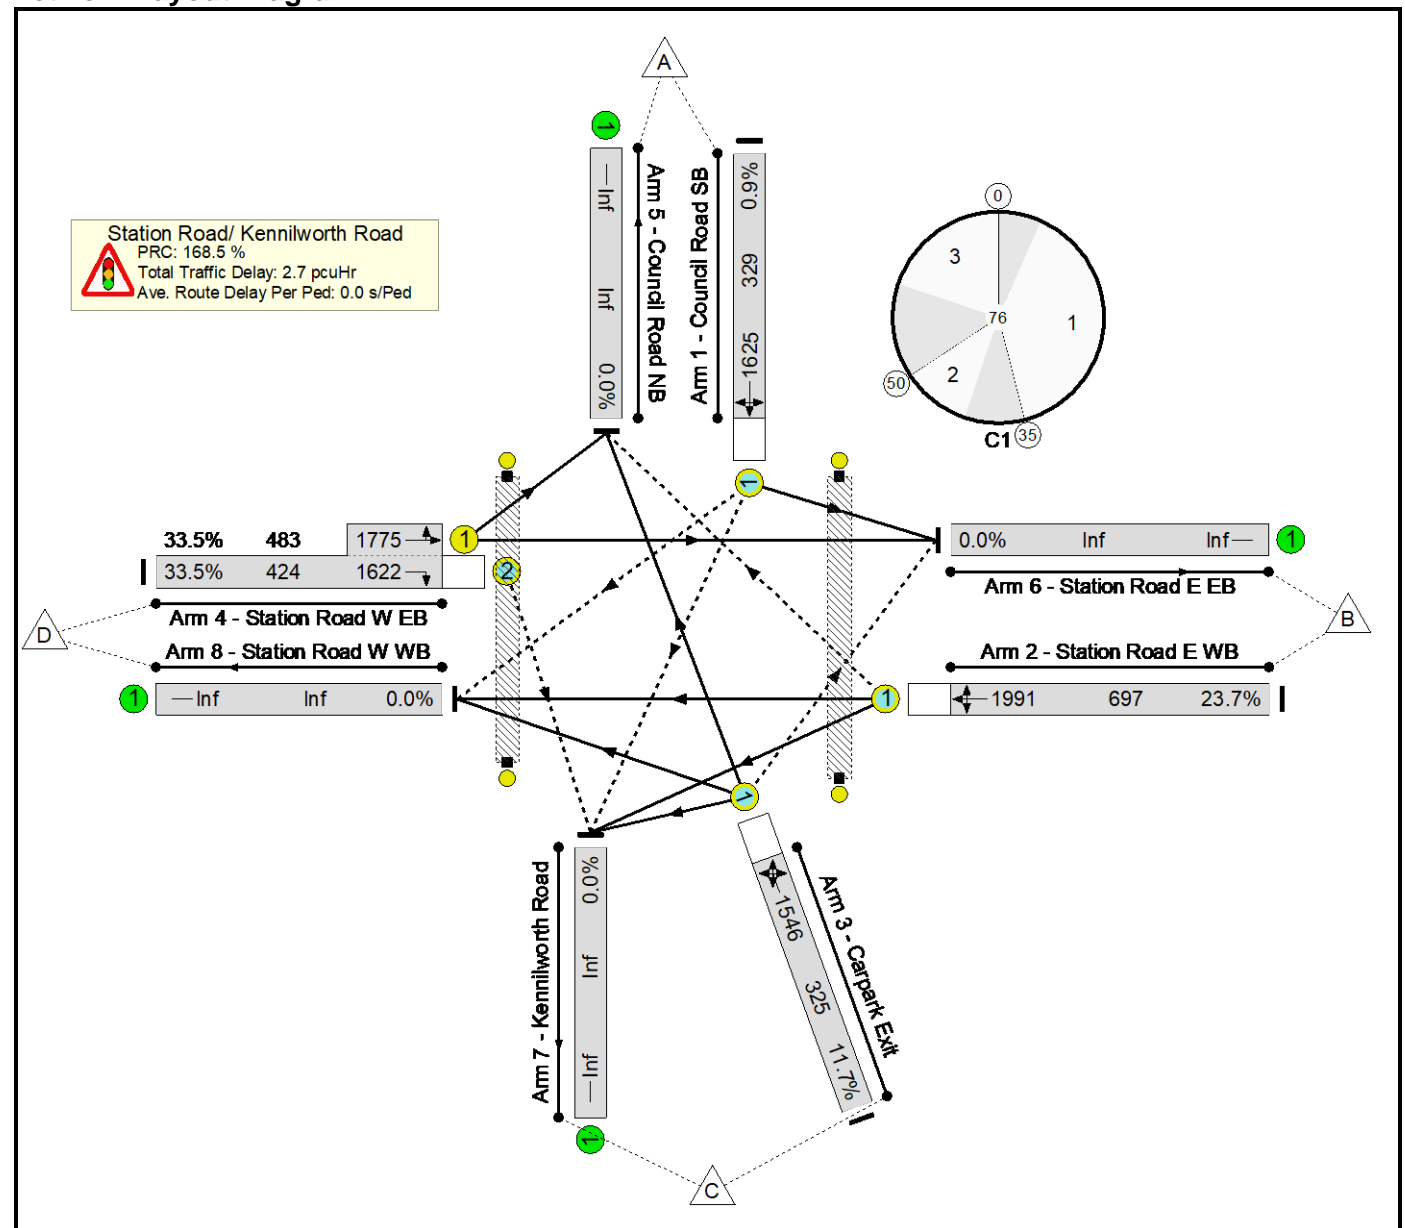 A
1
Inf
Inf
0.0%
Arm 5 - Council Road NB
Arm 1 - Council Road SB
0.9%
329
1625
1
Station Road/ Kennilworth Road
PRC: 168.5 %
Total Traffic Delay: 2.7 pcuHr
Ave. Route Delay Per Ped: 0.0 s/Ped
0
3
76
1
50
2
C1
35
33.5% 483 1775
1
33.5% 424 1622
2
Arm 4 - Station Road W EB
D
Arm 8 - Station Road W WB
1
Inf Inf 0.0%
0.0% Inf Inf
1
Arm 6 - Station Road E EB
B
Arm 2 - Station Road E WB
1
1991 697 23.7%
1
Arm 7 - Kennilworth Road
0.0%
Inf
Inf
1
1546
325
11.7%
Arm 3 - Carpark Exit
C